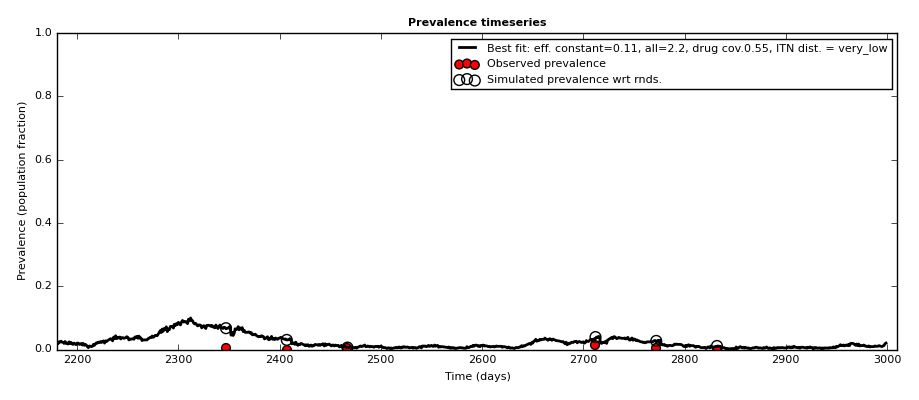 Prevalence timeseries
1.0
0.8
0.6
0.4
0.2
0.0
Prevalence (population fraction)
Best fit: eff. constant=0.11, all=2.2, drug cov.0.55, ITN dist. = very_low
Observed prevalence
Simulated prevalence wrt rnds.
2200 2300 2400 2500 2600 2700 2800 2900 3000
Time (days)